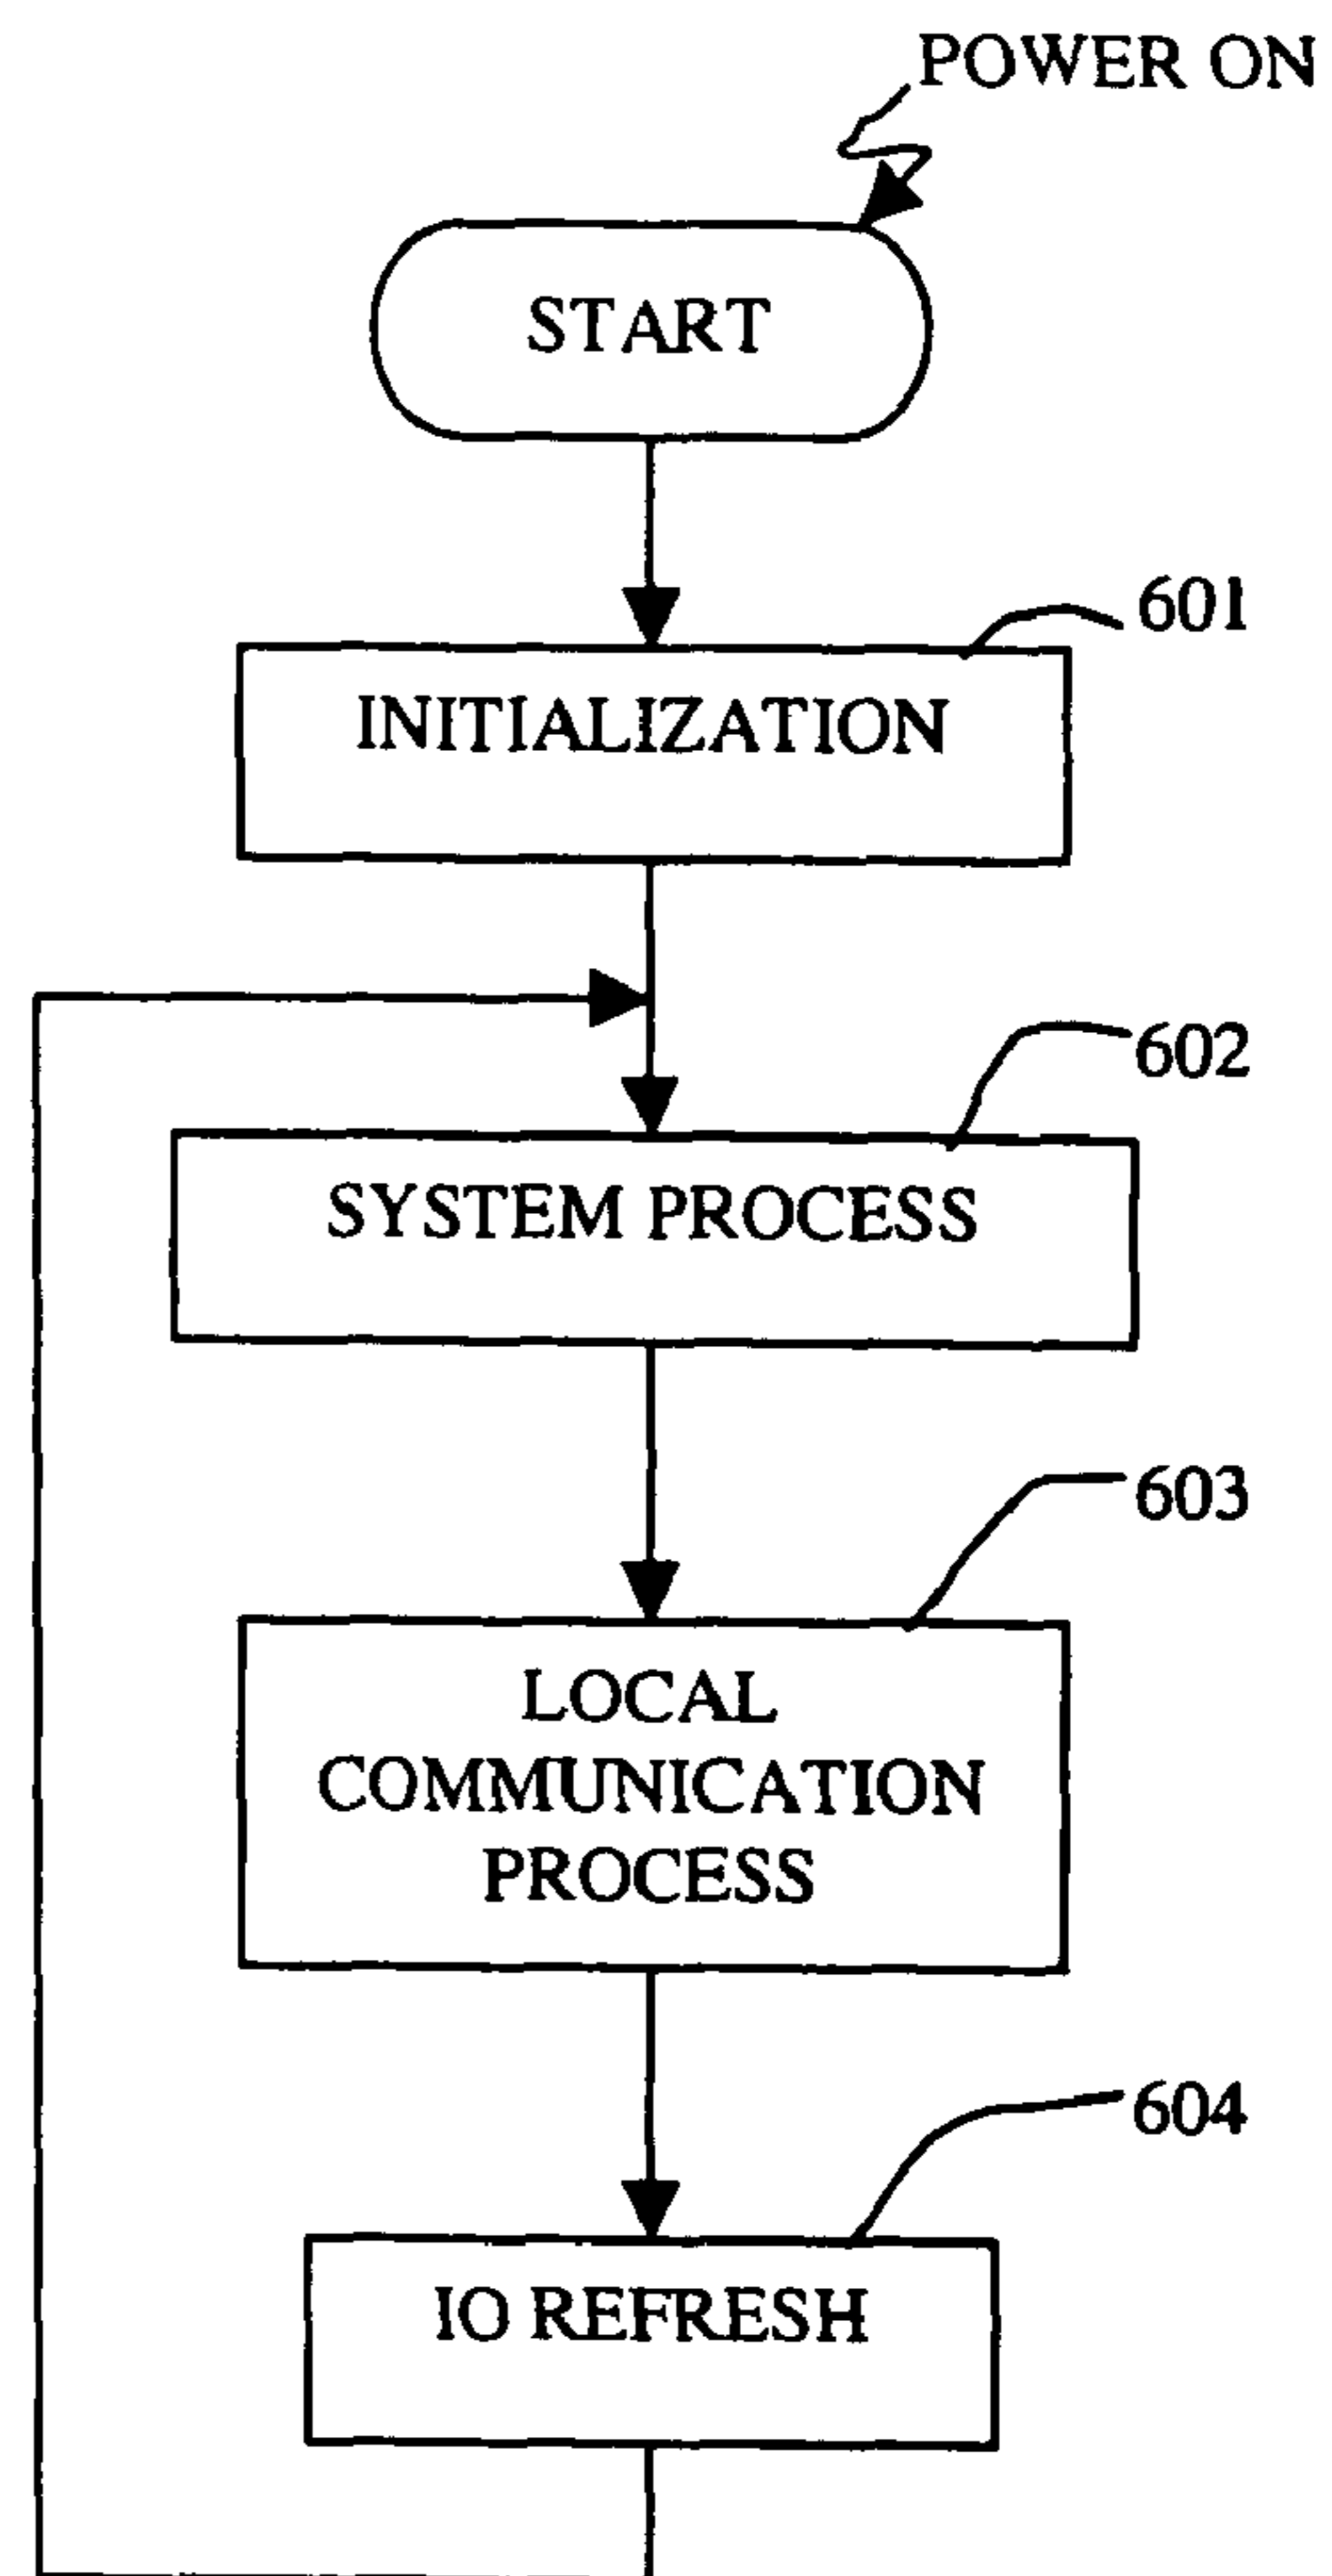 POWER ON
START
601
INITIALIZATION
602
SYSTEM PROCESS
603
LOCAL
COMMUNICATION
PROCESS
604
IO REFRESH